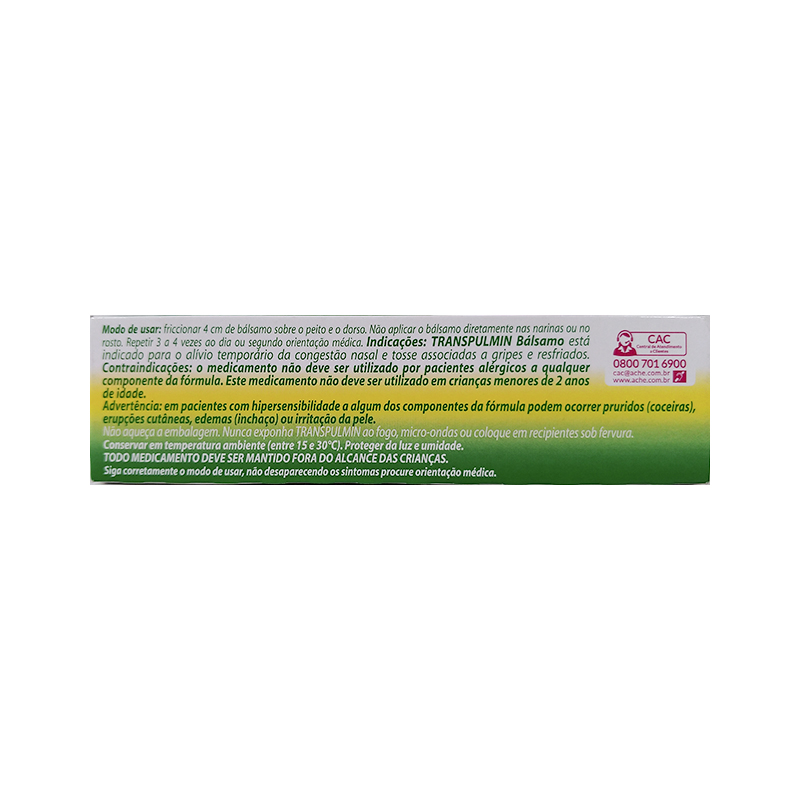 Modo de usar: friccionar 4 cm de bálsamo sobre o peito e o dorso. Não aplicar o bálsamo diretamente nas narinas ou no
rosto. Repetir 3 a 4 vezes ao dia ou segundo orientação médica. Indicações: TRANSPULMIN Bálsamo está
indicado para o alívio temporário da congestão nasal e tosse associadas a gripes e resfriados.
Contraindicações: o medicamento não deve ser utilizado por pacientes alérgicos a qualquer
componente da fórmula. Este medicamento não deve ser utilizado em crianças menores de 2 anos
de idade.
Advertência: em pacientes com hipersensibilidade a algum dos componentes da fórmula podem ocorrer pruridos (coceiras),
erupções cutâneas, edemas (inchaço) ou irritação da pele.
Não aqueça a embalagem. Nunca exponha TRANSPULMIN ao fogo, micro-ondas ou coloque em recipientes sob fervura.
Conservar em temperatura ambiente (entre 15 e 30°C). Proteger da luz e umidade.
TODO MEDICAMENTO DEVE SER MANTIDO FORA DO ALCANCE DAS CRIANÇAS.
Siga corretamente o modo de usar, não desaparecendo os sintomas procure orientação médica.
CAC
Central de Atendimento
a Clientes
0800 701 6900
cac@ache.com.br
www.ache.com.br